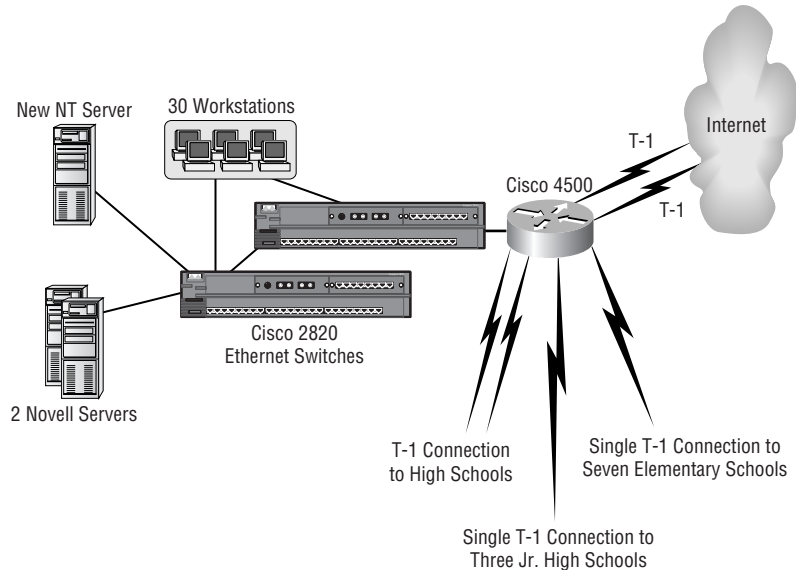 New NT Server
30 Workstations
Internet
T-1
Cisco 4500
T-1
Cisco 2820
Ethernet Switches
2 Novell Servers
T-1 Connection
to High Schools
Single T-1 Connection to
Seven Elementary Schools
Single T-1 Connection to
Three Jr. High Schools